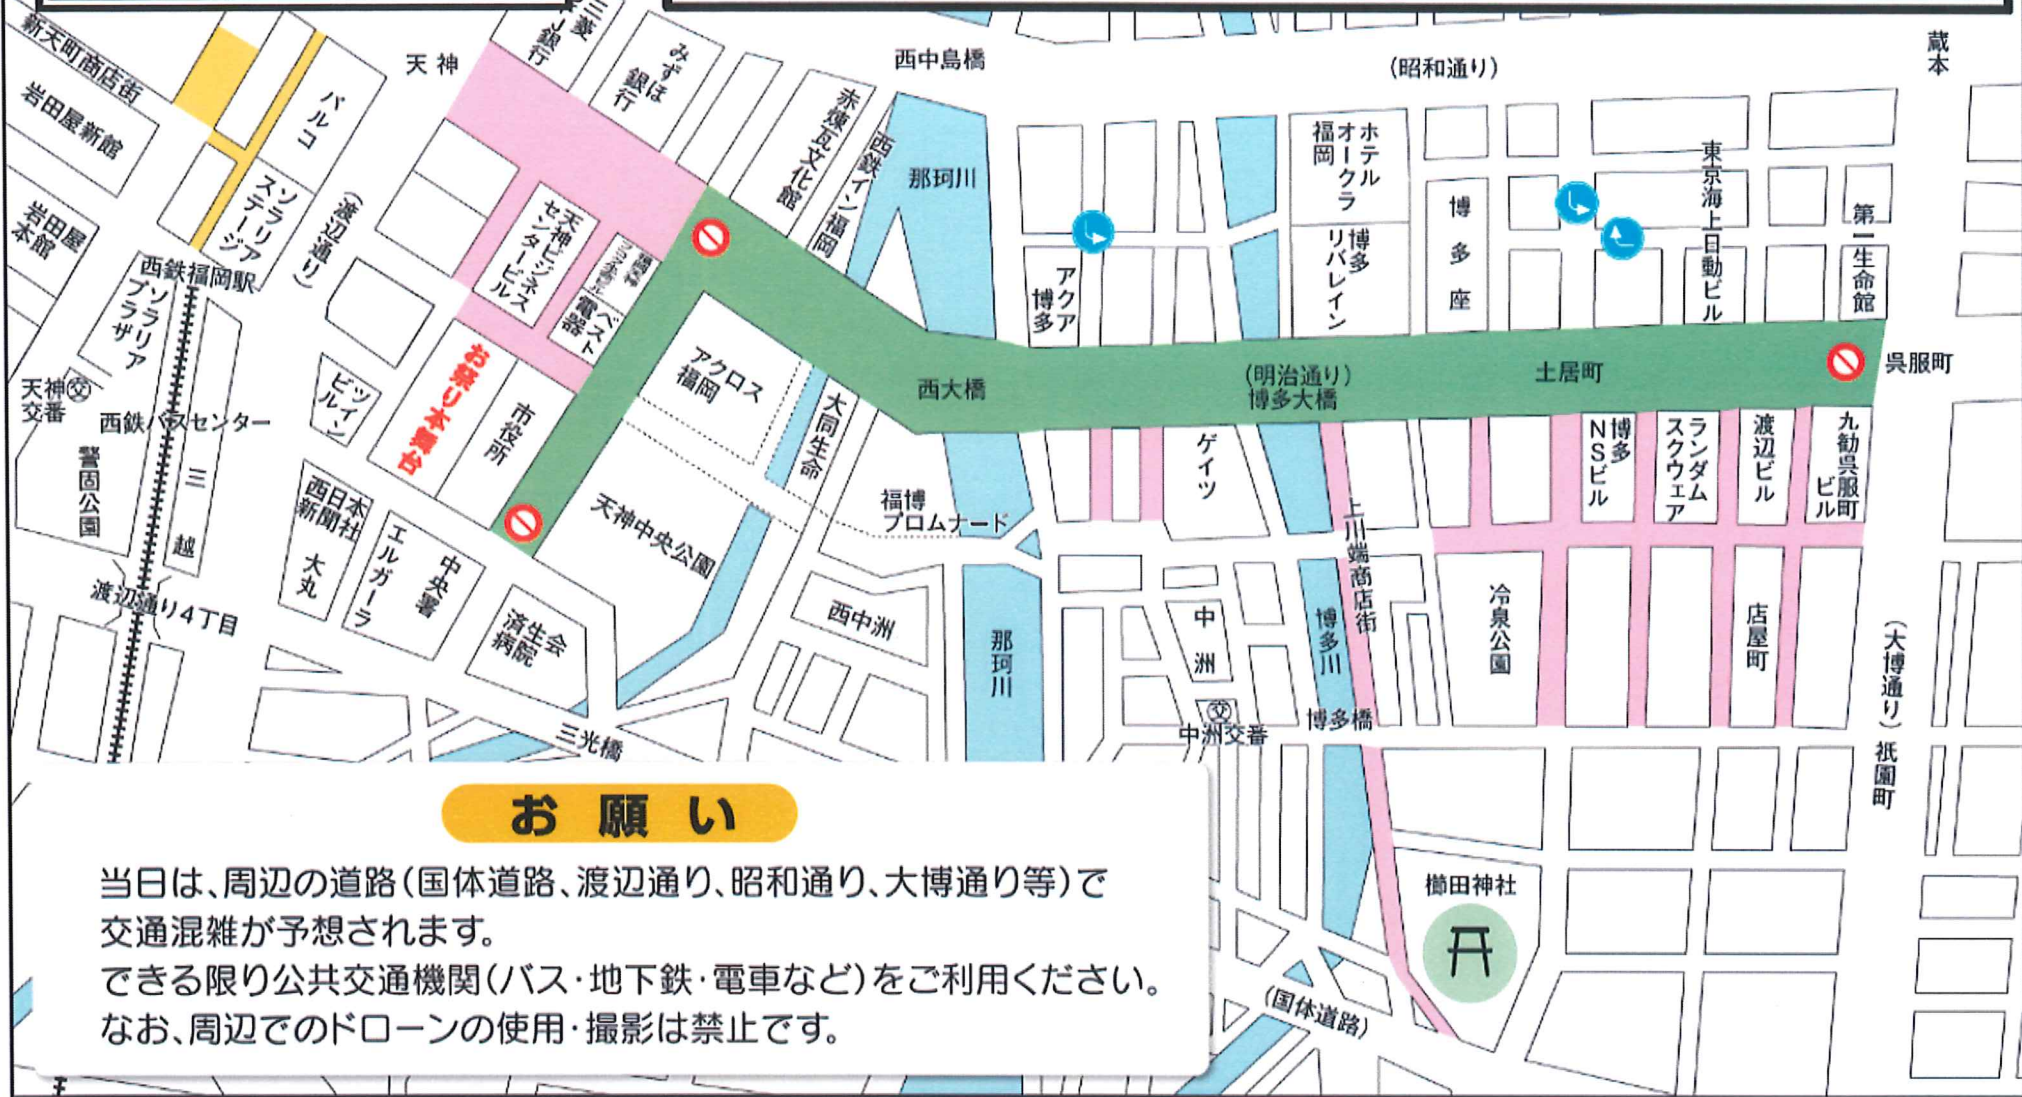 新天町商店街
岩田屋新館
岩田屋
本館
パルコ
ソラリア
ステージ
(渡辺通り)
西鉄福岡駅
ソラリア
プラザ
天神
交番
西鉄バスセンター
警固公園
三越
渡辺通り4丁目
天神
銀行
みずほ
銀行
赤煉瓦文化館
西鉄イン福岡
天神ビジネス
センタービル
ベスト
電器
お祭り本舞台
市役所
ツイン
ビル
西日本
新聞社
大丸
エルガーラ
中央署
済生会
病院
アクロス
福岡
天神中央公園
大同生命
三光橋
西中島橋
那珂川
西大橋
福博
プロムナード
西中洲
那珂川
アクア
博多
ゲイツ
中洲
交
中洲交番
(昭和通り)
ホテル
オークラ
福岡
博多
リバレイン
博多座
東京海上日動ビル
第一生命館
蔵本
(明治通り)
博多大橋
土居町
呉服町
博多
NSビル
ランダム
スクウェア
渡辺ビル
九勧呉服町
ビル
上川端商店街
博多川
博多橋
冷泉公園
店屋町
(大博通り)
祇園町
櫛田神社
(国体道路)
お願い
当日は、周辺の道路(国体道路、渡辺通り、昭和通り、大博通り等)で
交通混雑が予想されます。
できる限り公共交通機関(バス・地下鉄・電車など)をご利用ください。
なお、周辺でのドローンの使用・撮影は禁止です。